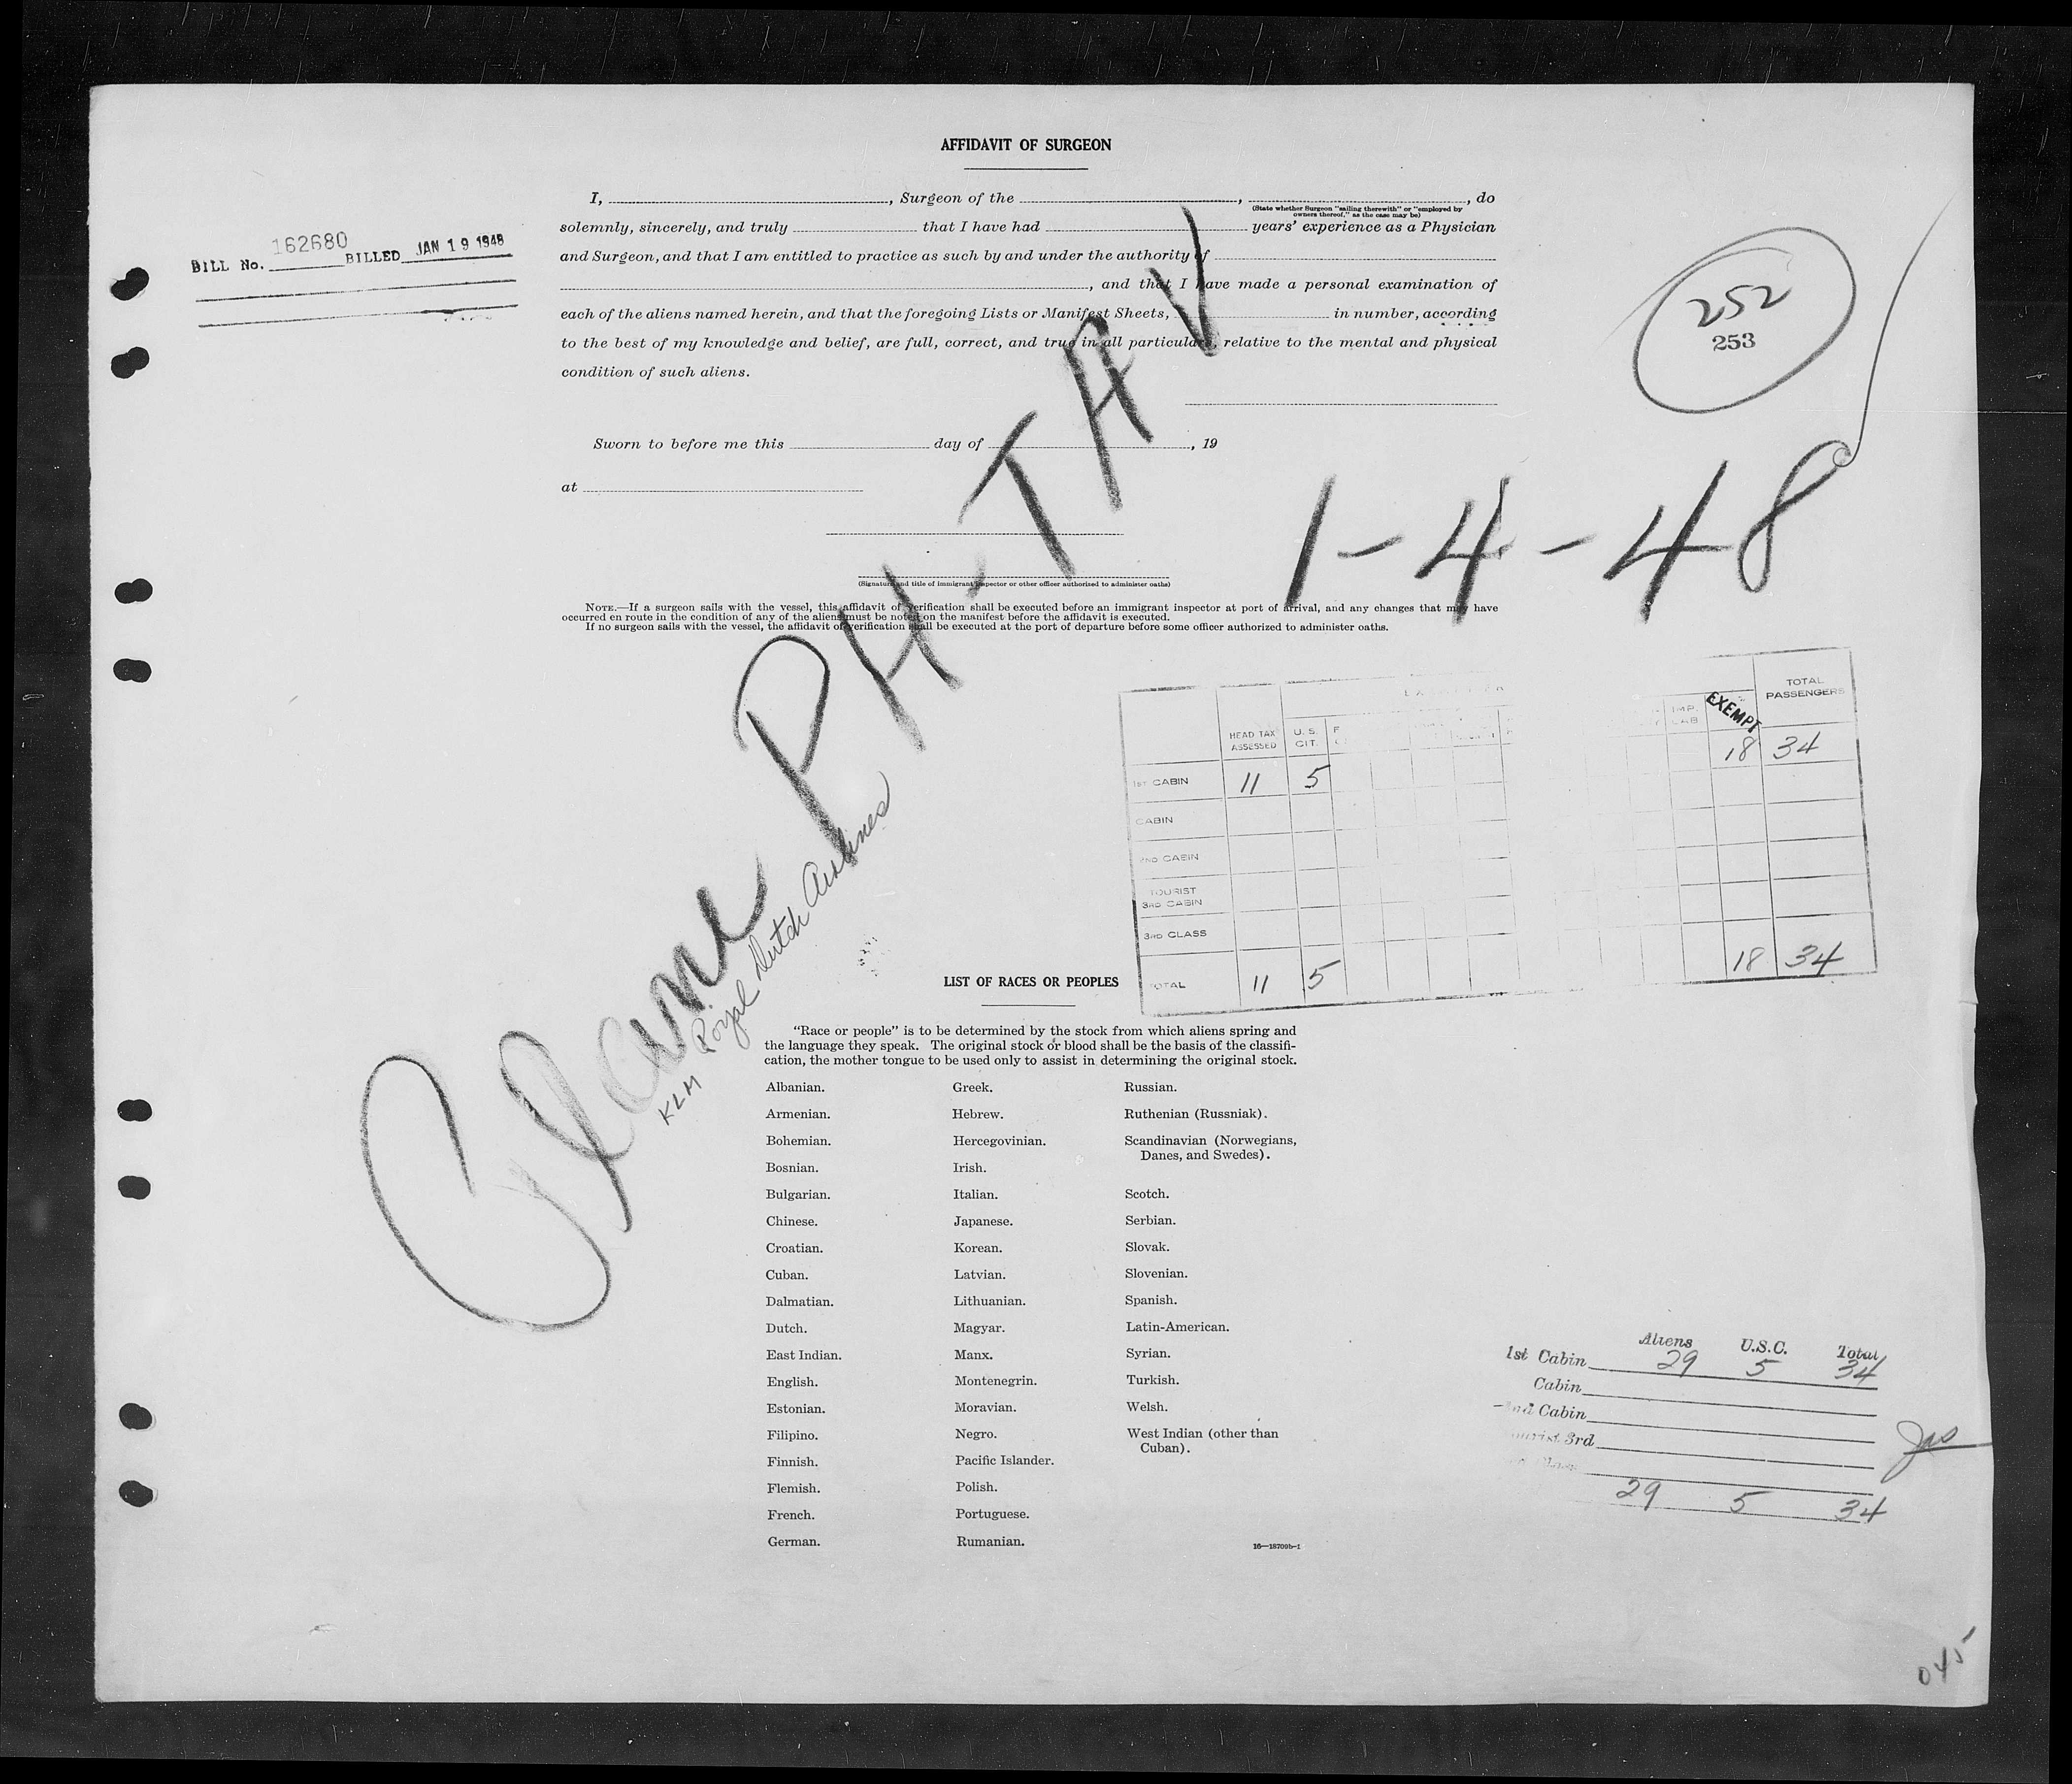 AFFIDAVIT OF SURGEON
I, , Surgeon of the , , do
(State whether Surgeon "sailing therewith" or "employed by
owners thereof," as the case may be)
solemnly, sincerely, and truly that I have had years' experience as a Physician
and Surgeon, and that I am entitled to practice as such by and under the authority of
, and that I have made a personal examination of
each of the aliens named herein, and that the foregoing Lists or Manifest Sheets, in number, according
to the best of my knowledge and belief, are full, correct, and true in all particulars, relative to the mental and physical
condition of such aliens.
Sworn to before me this day of , 19
at
(Signature and title of immigrant inspector or other officer authorized to administer oaths)
NOTE.—If a surgeon sails with the vessel, this affidavit of verification shall be executed before an immigrant inspector at port of arrival, and any changes that may have
occurred en route in the condition of any of the aliens must be noted on the manifest before the affidavit is executed.
If no surgeon sails with the vessel, the affidavit of verification shall be executed at the port of departure before some officer authorized to administer oaths.
BILL No. 162680 BILLED JAN 19 1948
252
253
1-4-48
PH-TAV
KLM Royal Dutch Airlines
EXEMPT
TOTAL
PASSENGERS
HEAD TAX
ASSESSED
U. S.
CIT.
IMP.
LAB
18 34
1ST CABIN 11 5
CABIN
2ND CABIN
TOURIST
3RD CABIN
3RD CLASS
TOTAL 11 5 18 34
LIST OF RACES OR PEOPLES
"Race or people" is to be determined by the stock from which aliens spring and
the language they speak. The original stock or blood shall be the basis of the classifi-
cation, the mother tongue to be used only to assist in determining the original stock.
Albanian. Greek. Russian.
Armenian. Hebrew. Ruthenian (Russniak).
Bohemian. Hercegovinian. Scandinavian (Norwegians,
Danes, and Swedes).
Bosnian. Irish.
Bulgarian. Italian. Scotch.
Chinese. Japanese. Serbian.
Croatian. Korean. Slovak.
Cuban. Latvian. Slovenian.
Dalmatian. Lithuanian. Spanish.
Dutch. Magyar. Latin-American.
East Indian. Manx. Syrian.
English. Montenegrin. Turkish.
Estonian. Moravian. Welsh.
Filipino. Negro. West Indian (other than
Cuban).
Finnish. Pacific Islander.
Flemish. Polish.
French. Portuguese.
German. Rumanian.
16—18709b-1
Aliens U.S.C. Total
1st Cabin 29 5 34
Cabin
2nd Cabin
Tourist 3rd
29 5 34
045